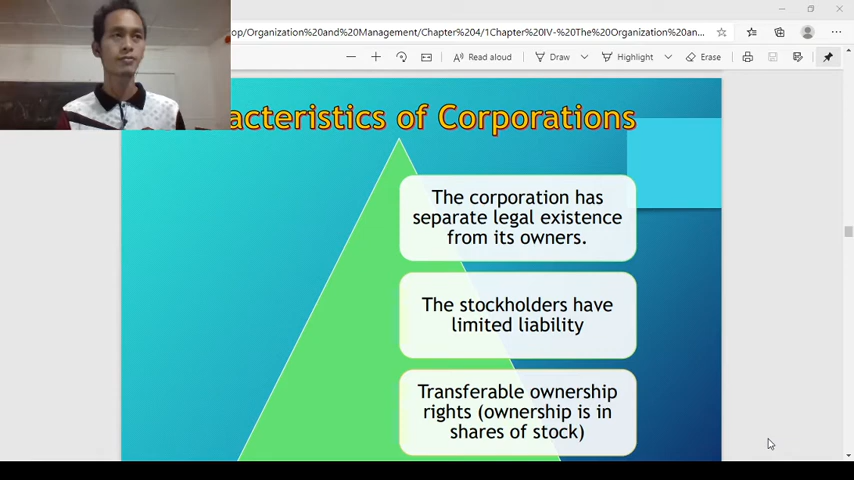 op/Organization%20and%20Management/Chapter%204/1Chapter%20IV-%20The%20Organization%20an...
Read aloud
Draw
Highlight
Erase
acteristics of Corporations
The corporation has
separate legal existence
from its owners.
The stockholders have
limited liability
Transferable ownership
rights (ownership is in
shares of stock)